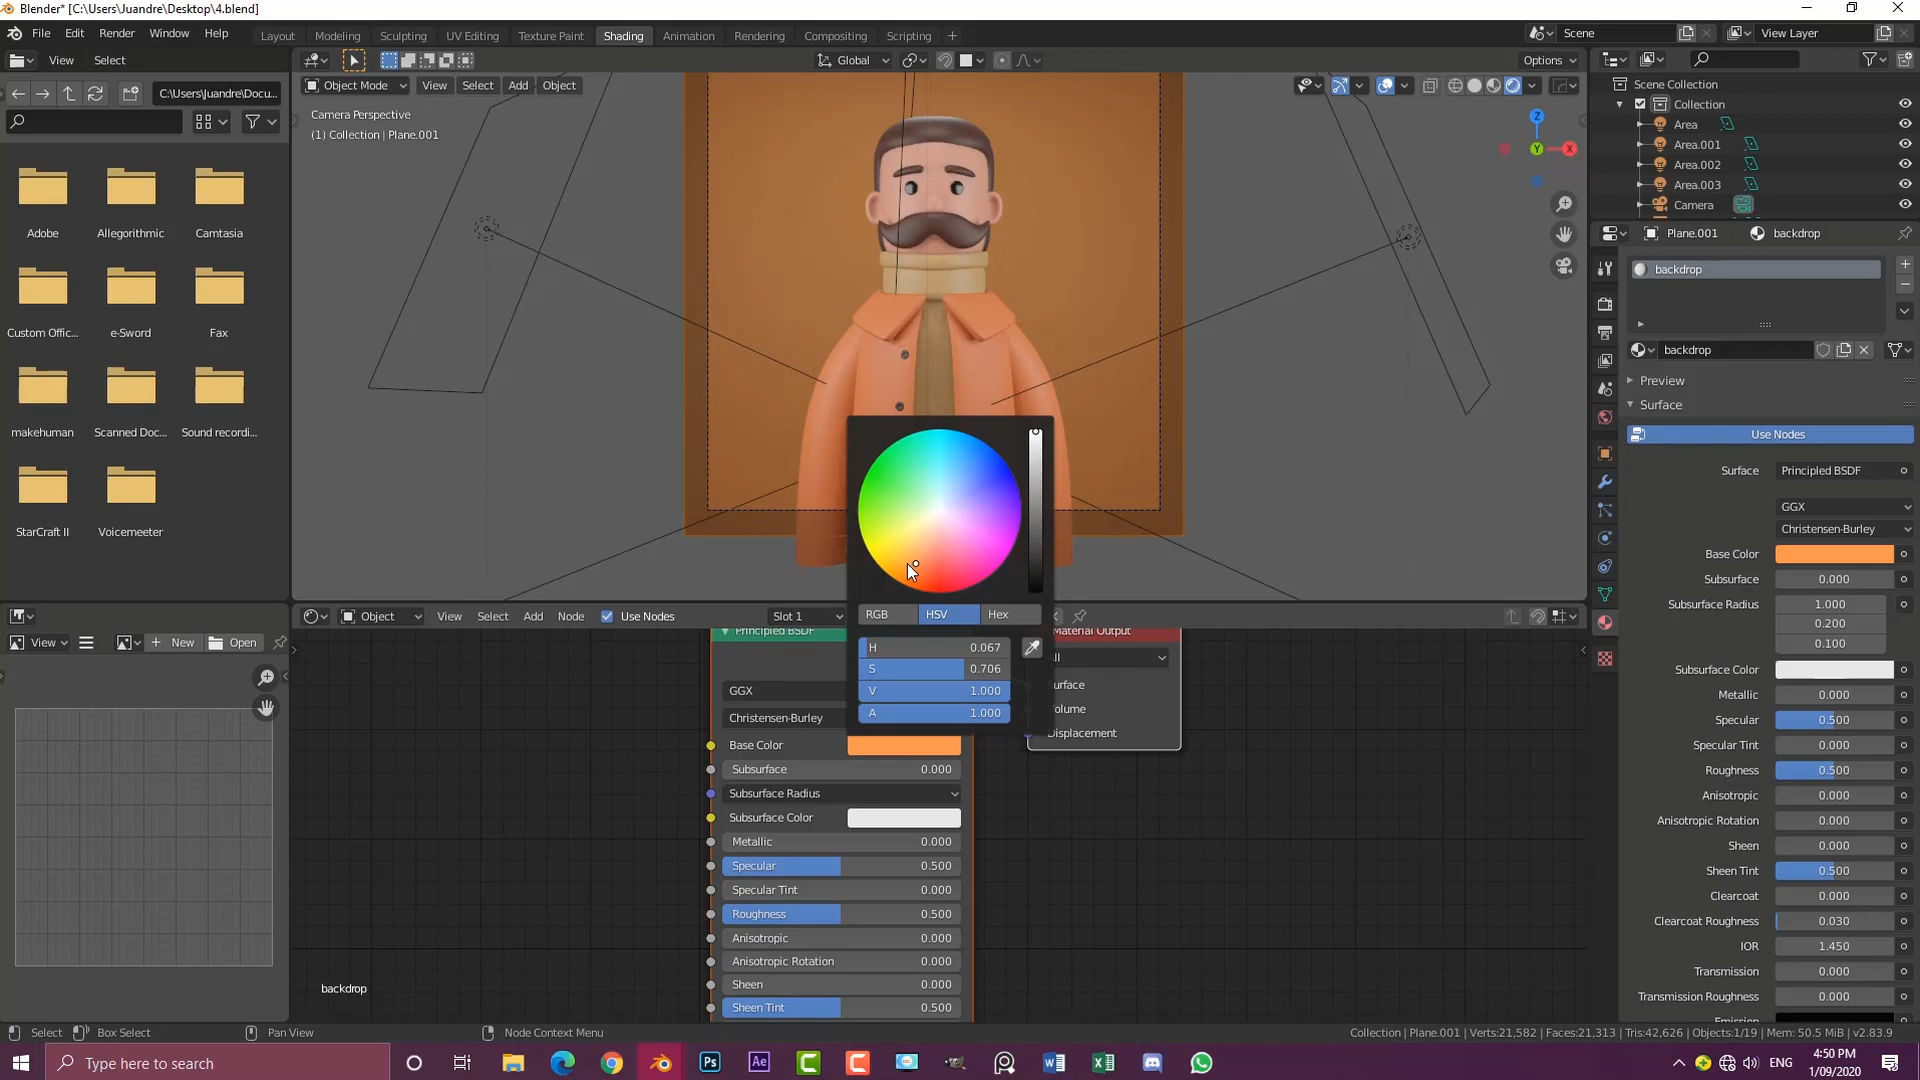 Blender* [C:\Users\Juandre\Desktop\4.blend]
File Edit Render Window Help
Layout Modeling Sculpting UV Editing Texture Paint Shading Animation Rendering Compositing Scripting +
Scene
View Layer
View Select
Global
Options
C:\Users\Juandre\Docu...
Object Mode View Select Add Object
Camera Perspective
(1) Collection | Plane.001
Z
Y
X
Adobe
Allegorithmic
Camtasia
Custom Offic...
e-Sword
Fax
makehuman
Scanned Doc...
Sound recordi...
StarCraft II
Voicemeeter
Scene Collection
Collection
Area
Area.001
Area.002
Area.003
Camera
Plane.001 backdrop
backdrop
backdrop
Preview
Surface
Use Nodes
Surface Principled BSDF
GGX
Christensen-Burley
Base Color
Subsurface 0.000
Subsurface Radius 1.000
0.200
0.100
Subsurface Color
Metallic 0.000
Specular 0.500
Specular Tint 0.000
Roughness 0.500
Anisotropic 0.000
Anisotropic Rotation 0.000
Sheen 0.000
Sheen Tint 0.500
Clearcoat 0.000
Clearcoat Roughness 0.030
IOR 1.450
Transmission 0.000
Transmission Roughness 0.000
RGB HSV Hex
H 0.067
S 0.706
V 1.000
A 1.000
Object View Select Add Node Use Nodes Slot 1
View New Open
Principled BSDF
GGX
Christensen-Burley
Base Color
Subsurface 0.000
Subsurface Radius
Subsurface Color
Metallic 0.000
Specular 0.500
Specular Tint 0.000
Roughness 0.500
Anisotropic 0.000
Anisotropic Rotation 0.000
Sheen 0.000
Sheen Tint 0.500
Material Output
ll
urface
olume
Displacement
backdrop
Select Box Select Pan View Node Context Menu
Collection | Plane.001 | Verts:21,582 | Faces:21,313 | Tris:42,626 | Objects:1/19 | Mem: 50.5 MiB | v2.83.9
Type here to search
Ps
Ae
ENG
4:50 PM
1/09/2020